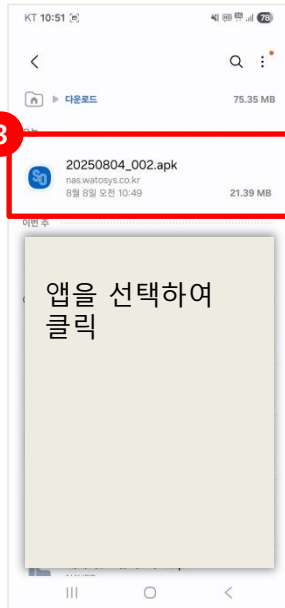 KT 10:51
78
다운로드
75.35 MB
3
20250804_002.apk
nas.watosys.co.kr
8월 8일 오전 10:49
21.39 MB
이번 주
앱을 선택하여
클릭